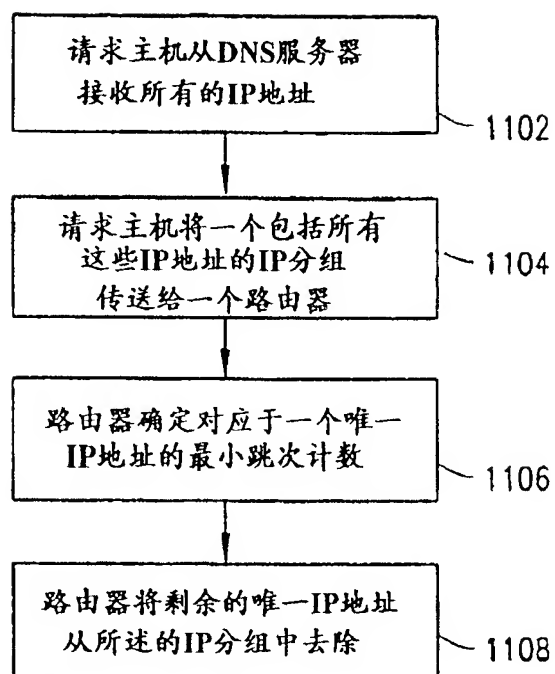 请求主机从DNS服务器
接收所有的IP地址
1102
请求主机将一个包括所有
这些IP地址的IP分组
传送给一个路由器
1104
路由器确定对应于一个唯一
IP地址的最小跳次计数
1106
路由器将剩余的唯一IP地址
从所述的IP分组中去除
1108